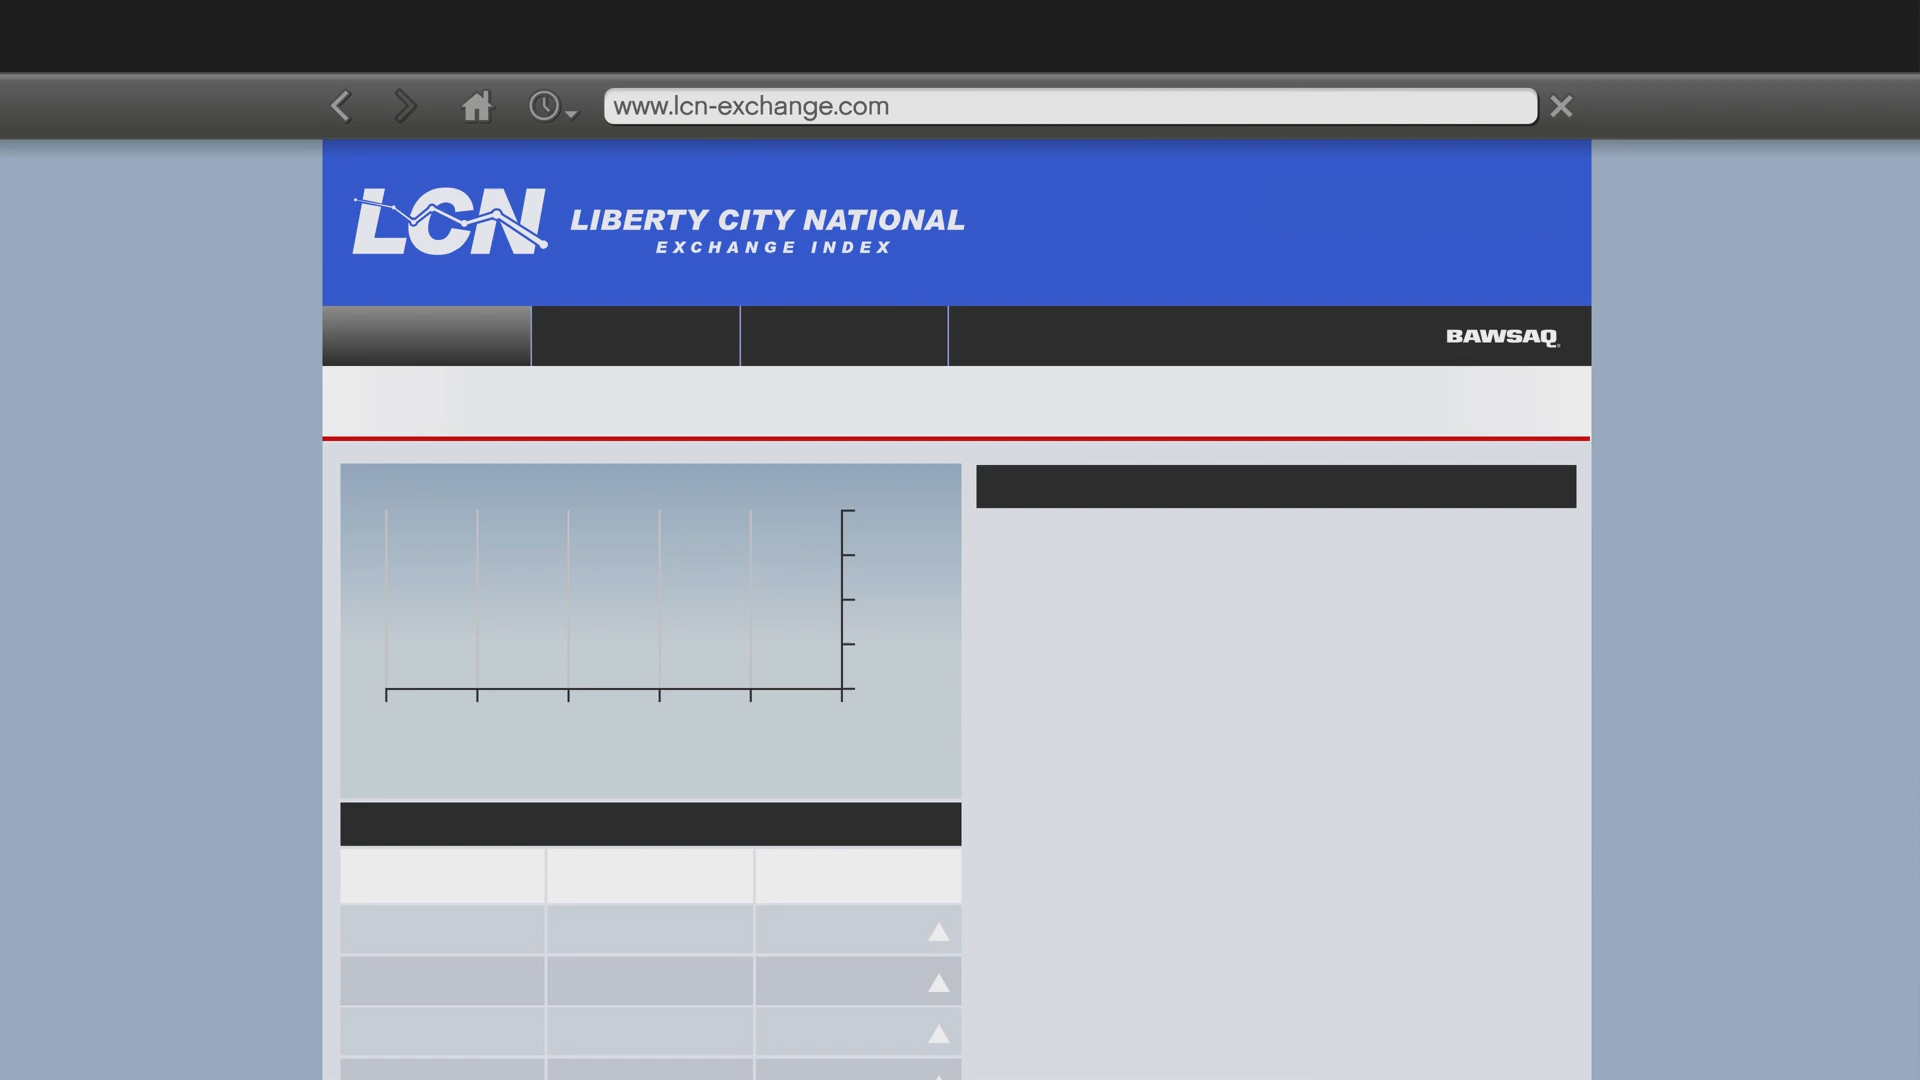 www.lcn-exchange.com
LCN
LIBERTY CITY NATIONAL
EXCHANGE INDEX
BAWSAQ